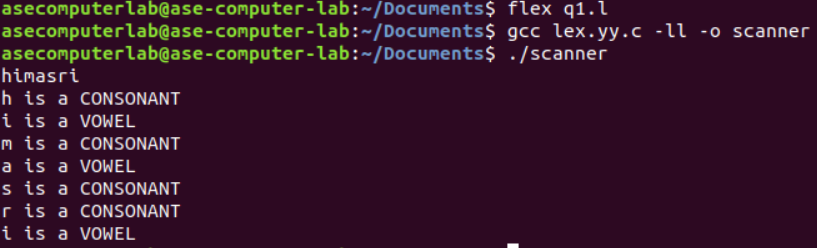 asecomputerlab@ase-computer-lab:~/Documents$ flex q1.l
asecomputerlab@ase-computer-lab:~/Documents$ gcc lex.yy.c -ll -o scanner
asecomputerlab@ase-computer-lab:~/Documents$ ./scanner
himasri
h is a CONSONANT
i is a VOWEL
m is a CONSONANT
a is a VOWEL
s is a CONSONANT
r is a CONSONANT
i is a VOWEL